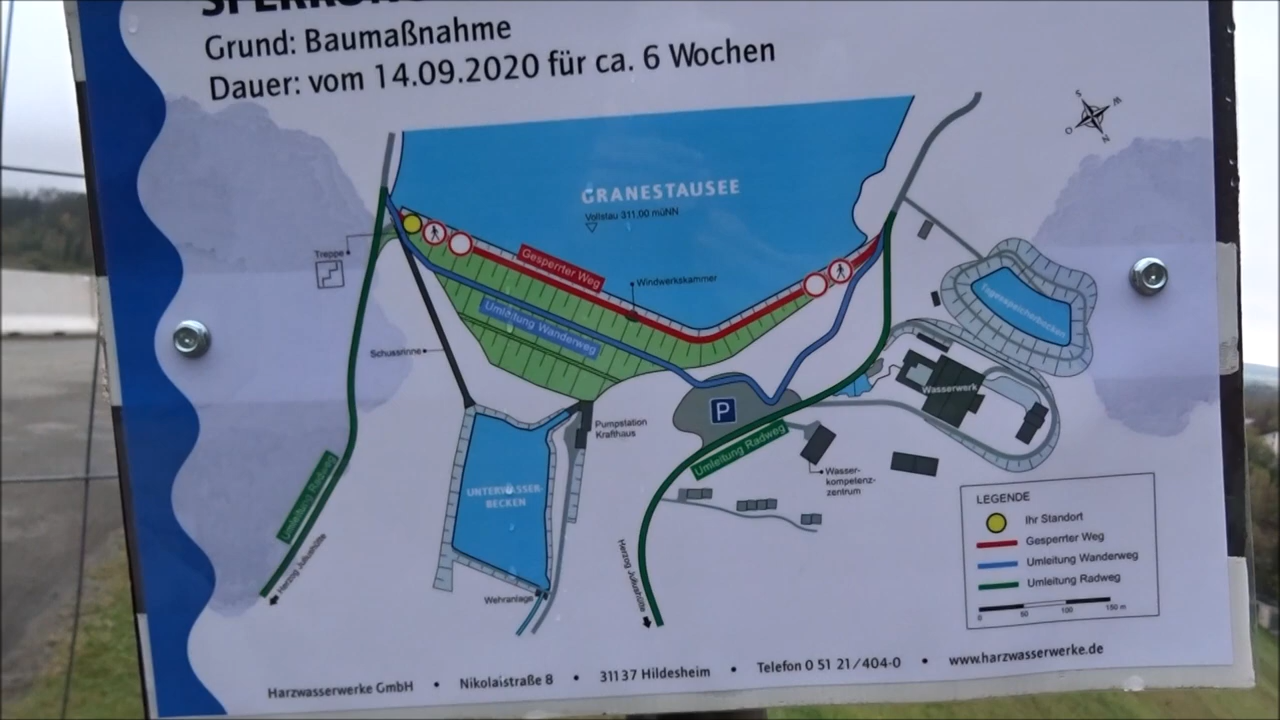 Grund: Baumaßnahme
Dauer: vom 14.09.2020 für ca. 6 Wochen
S
W
O
N
GRANESTAUSEE
Vollstau 311.00 müNN
Treppe
Gesperrter Weg
Windwerkskammer
Umleitung Wanderweg
Tagesspeicherbecken
Schussrinne
Wasserwerk
P
Pumpstation
Krafthaus
Umleitung Radweg
Umleitung Radweg
Wasser-
kompetenz-
zentrum
UNTERWASSER-
BECKEN
Herzog Juliushütte
Herzog Juliushütte
Wehranlage
LEGENDE
Ihr Standort
Gesperrter Weg
Umleitung Wanderweg
Umleitung Radweg
0 50 100 150 m
Harzwasserwerke GmbH • Nikolaistraße 8 • 31137 Hildesheim • Telefon 0 51 21/404-0 • www.harzwasserwerke.de